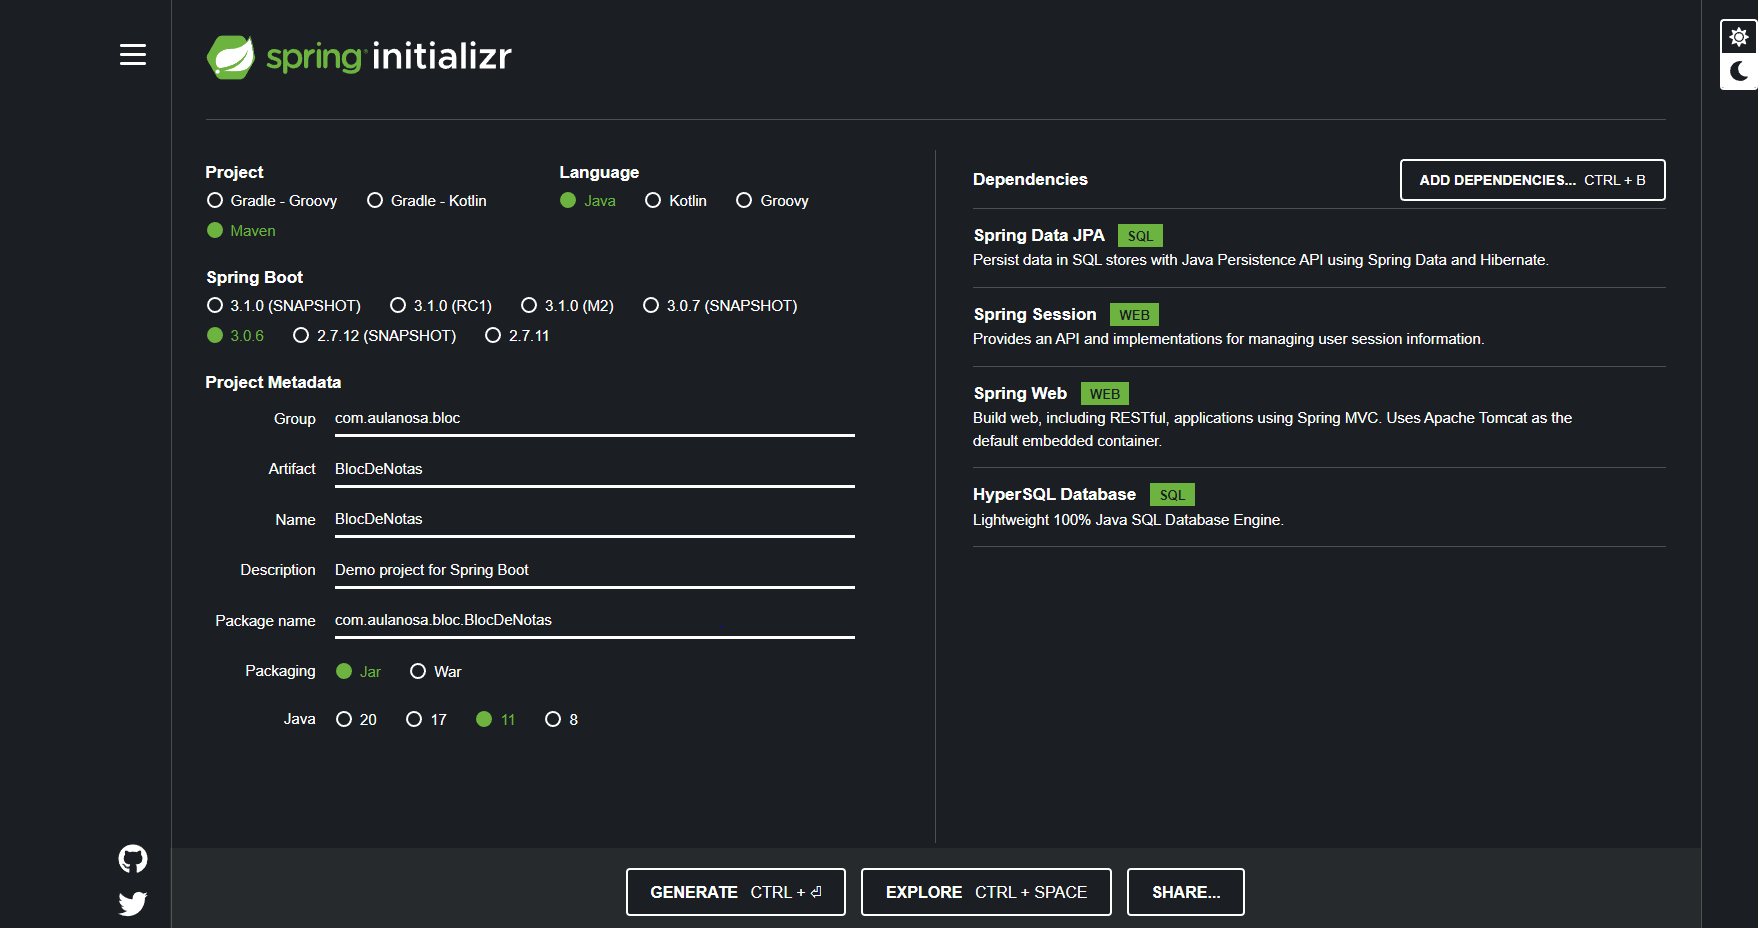 spring initializr
Project
Gradle - Groovy
Gradle - Kotlin
Maven
Language
Java
Kotlin
Groovy
Spring Boot
3.1.0 (SNAPSHOT)
3.1.0 (RC1)
3.1.0 (M2)
3.0.7 (SNAPSHOT)
3.0.6
2.7.12 (SNAPSHOT)
2.7.11
Project Metadata
Group com.aulanosa.bloc
Artifact BlocDeNotas
Name BlocDeNotas
Description Demo project for Spring Boot
Package name com.aulanosa.bloc.BlocDeNotas
Packaging Jar War
Java 20 17 11 8
Dependencies
ADD DEPENDENCIES... CTRL + B
Spring Data JPA SQL
Persist data in SQL stores with Java Persistence API using Spring Data and Hibernate.
Spring Session WEB
Provides an API and implementations for managing user session information.
Spring Web WEB
Build web, including RESTful, applications using Spring MVC. Uses Apache Tomcat as the
default embedded container.
HyperSQL Database SQL
Lightweight 100% Java SQL Database Engine.
GENERATE CTRL + ⏎
EXPLORE CTRL + SPACE
SHARE...